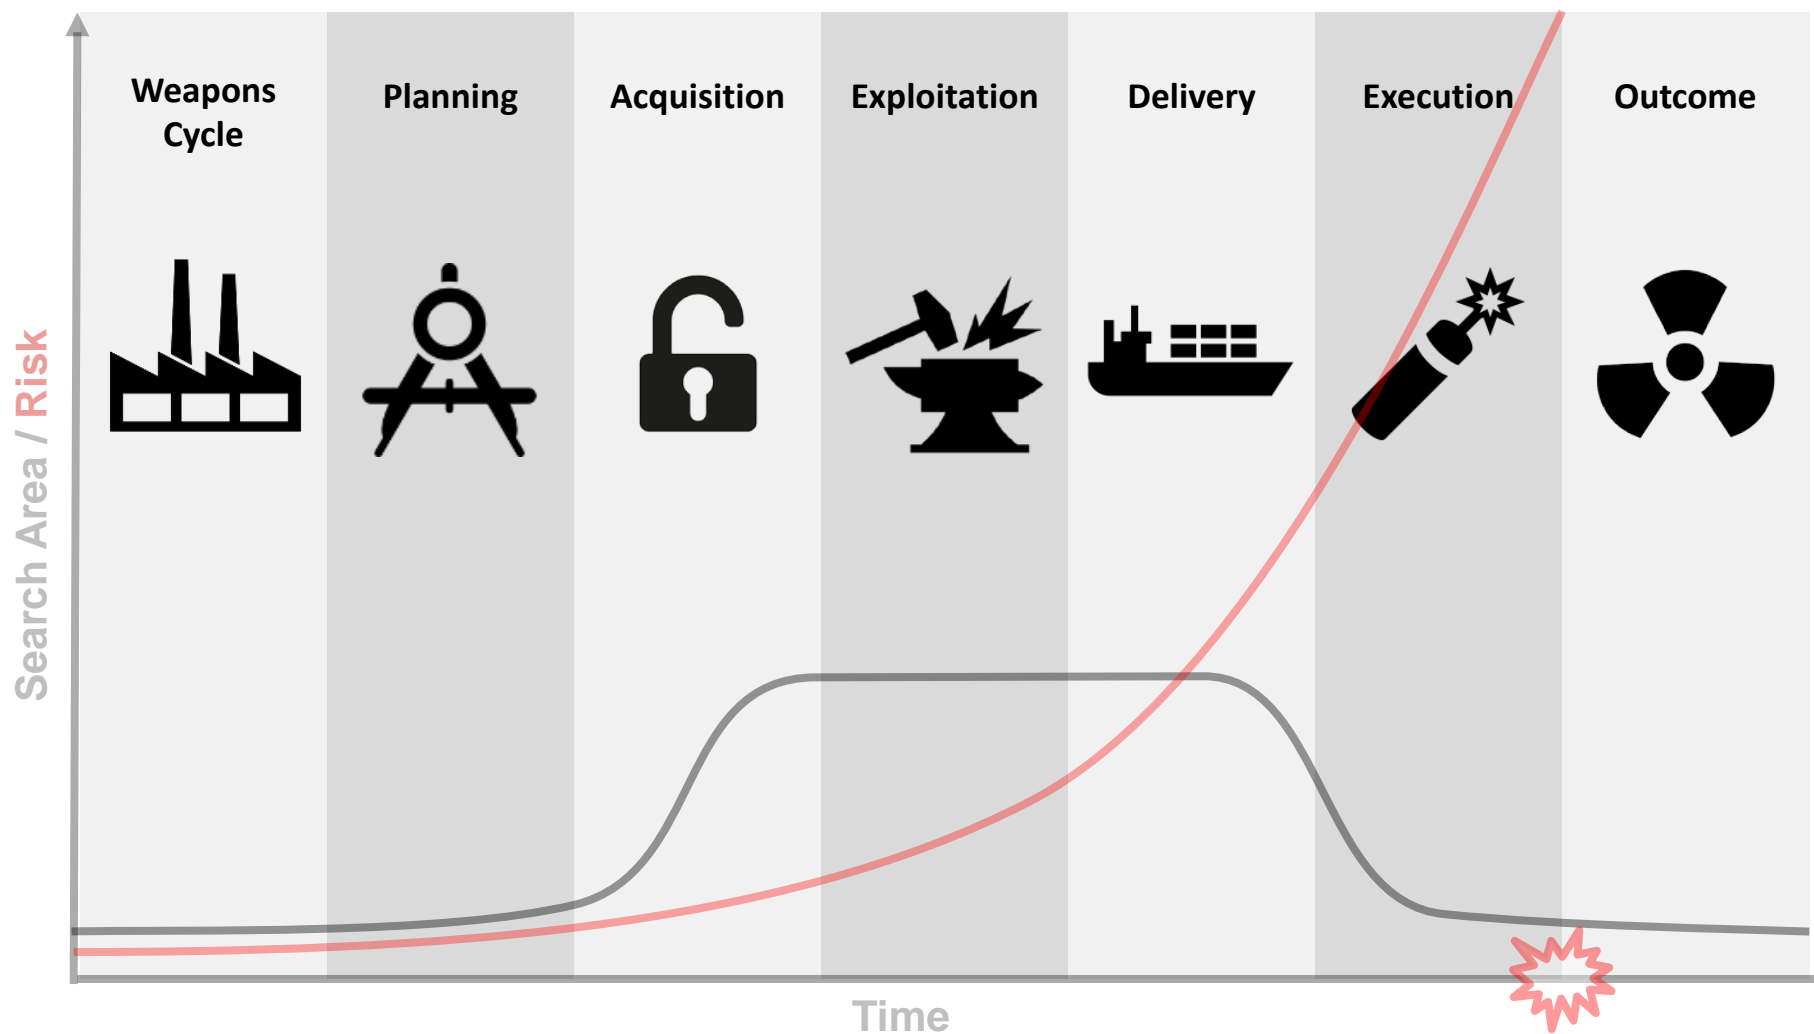 Weapons
Cycle
Planning
Acquisition
Exploitation
Delivery
Execution
Outcome
Search Area / Risk
Time